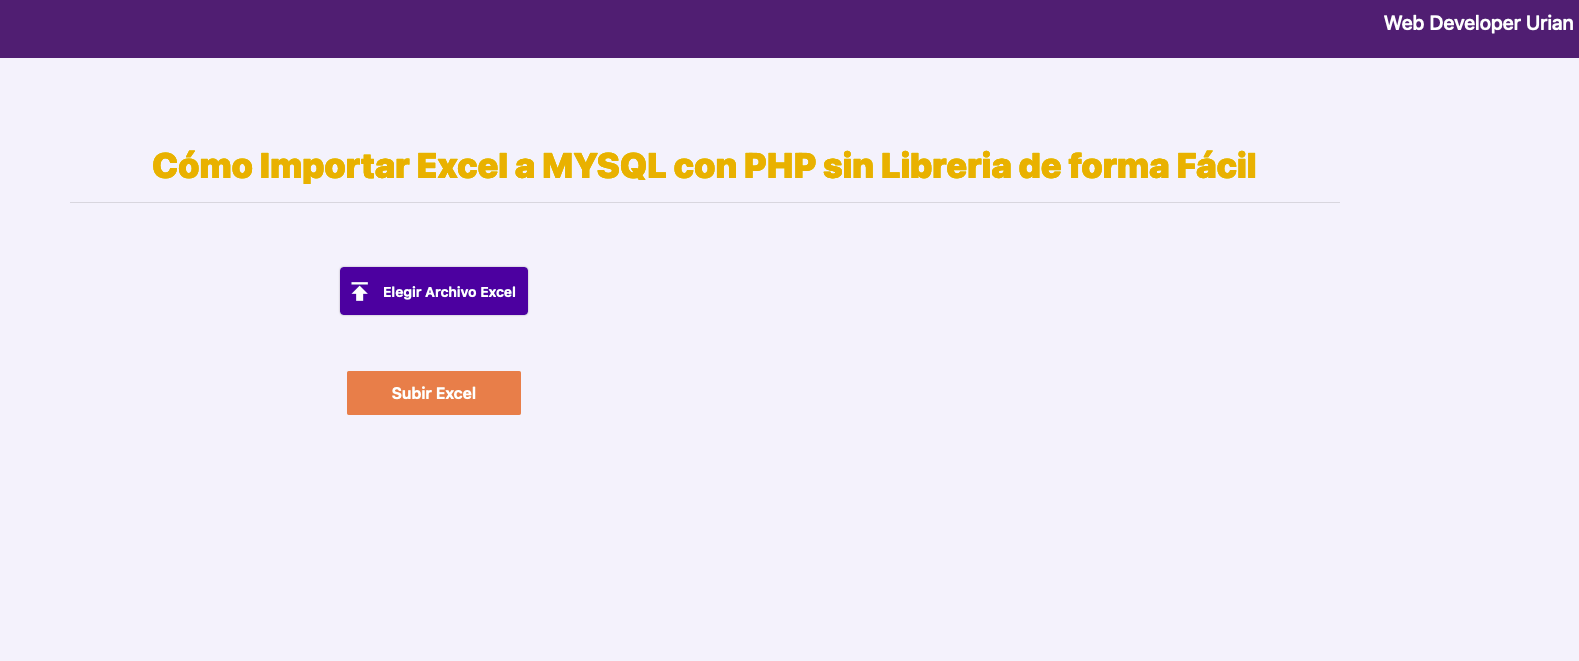 Web Developer Urian
Cómo Importar Excel a MYSQL con PHP sin Libreria de forma Fácil
Elegir Archivo Excel
Subir Excel